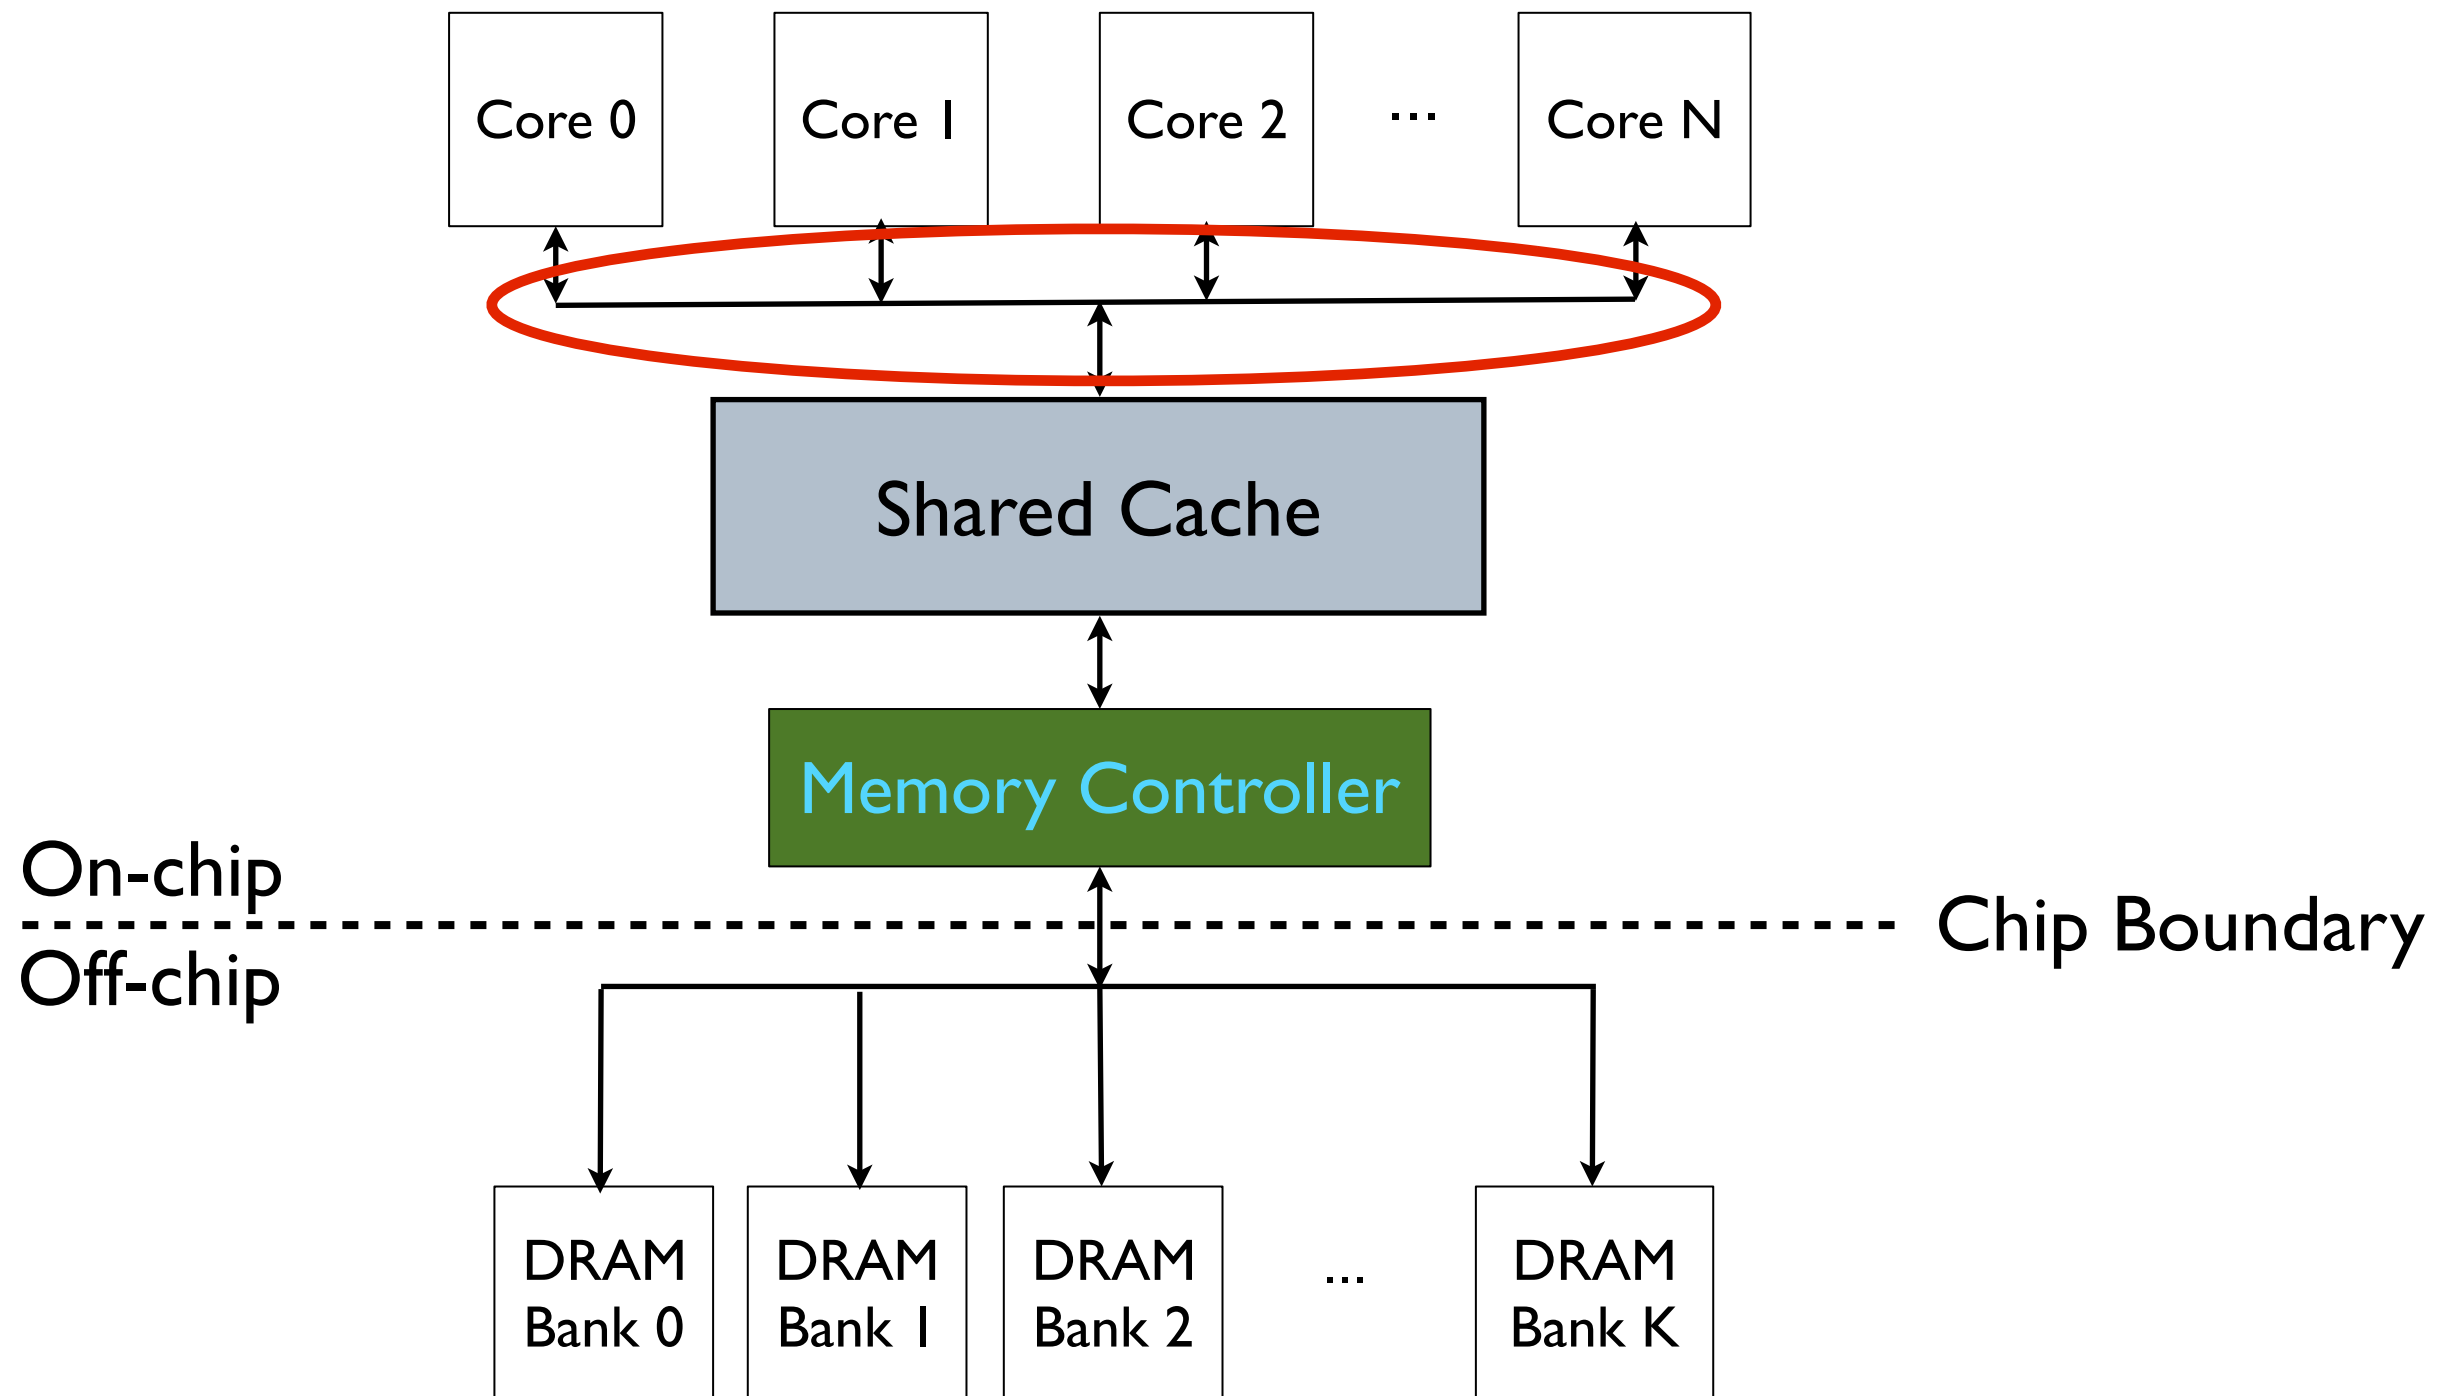 Core 0
Core 1
Core 2
...
Core N
Shared Cache
Memory Controller
On-chip
Chip Boundary
Off-chip
DRAM
Bank 0
DRAM
Bank 1
DRAM
Bank 2
...
DRAM
Bank K